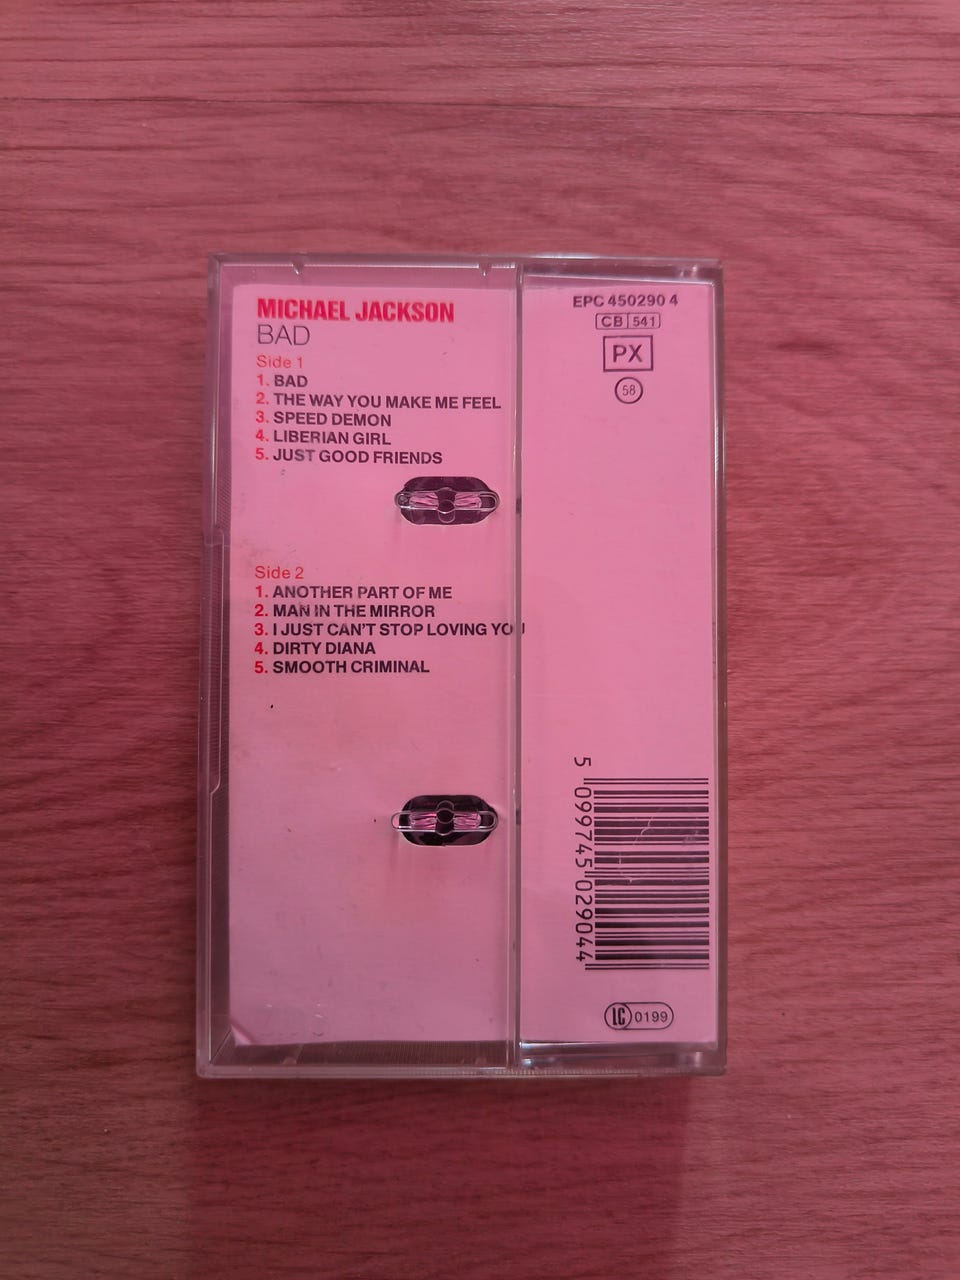 MICHAEL JACKSON
BAD
Side 1
1. BAD
2. THE WAY YOU MAKE ME FEEL
3. SPEED DEMON
4. LIBERIAN GIRL
5. JUST GOOD FRIENDS
Side 2
1. ANOTHER PART OF ME
2. MAN IN THE MIRROR
3. I JUST CAN'T STOP LOVING YOU
4. DIRTY DIANA
5. SMOOTH CRIMINAL
EPC 450290 4
CB 541
PX
58
5 099745 029044
LC 0199